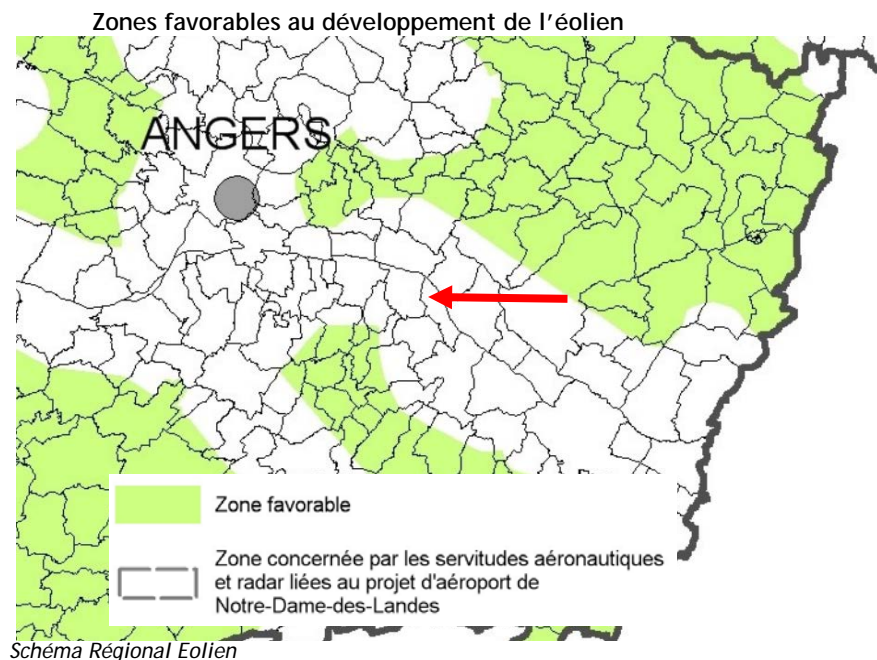 Zones favorables au développement de l'éolien
ANGERS
Zone favorable
Zone concernée par les servitudes aéronautiques
et radar liées au projet d'aéroport de
Notre-Dame-des-Landes
Schéma Régional Eolien